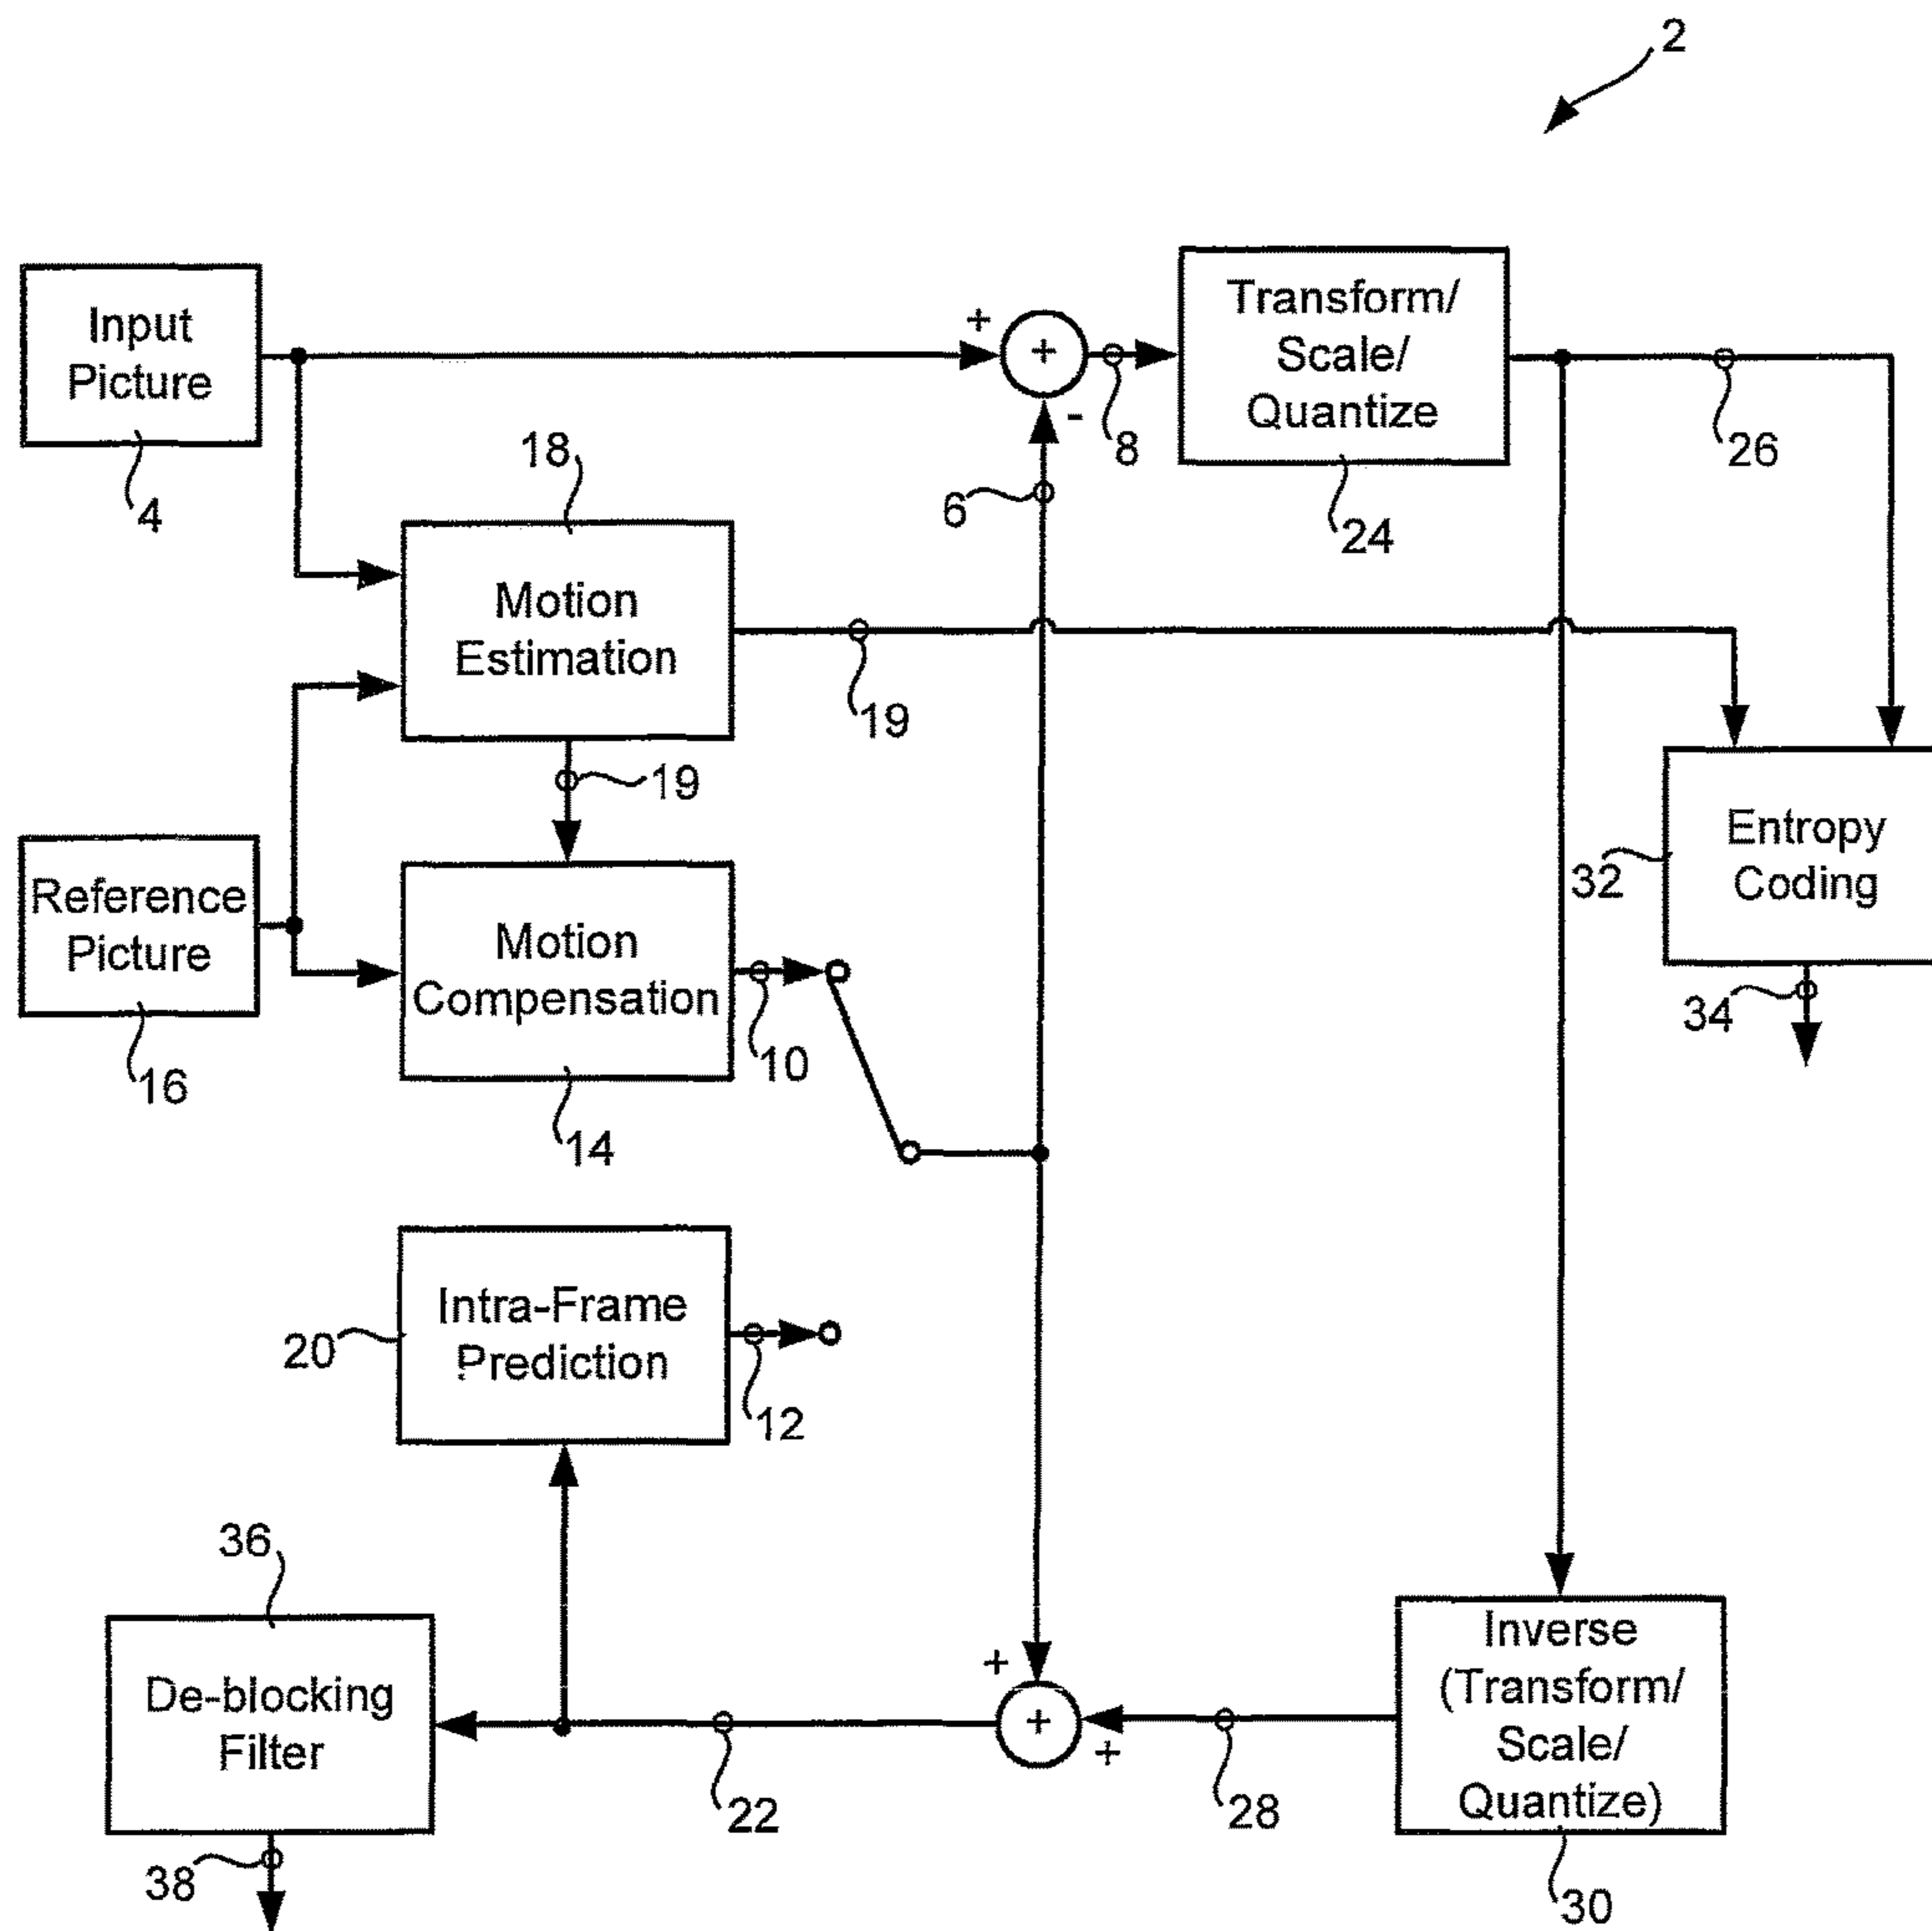 2
Input
Picture
4
+
+
-
8
Transform/
Scale/
Quantize
24
26
6
18
Motion
Estimation
19
19
Reference
Picture
16
Motion
Compensation
10
14
Entropy
Coding
32
34
Intra-Frame
Prediction
20
12
36
De-blocking
Filter
38
22
+
+
+
28
Inverse
(Transform/
Scale/
Quantize)
30